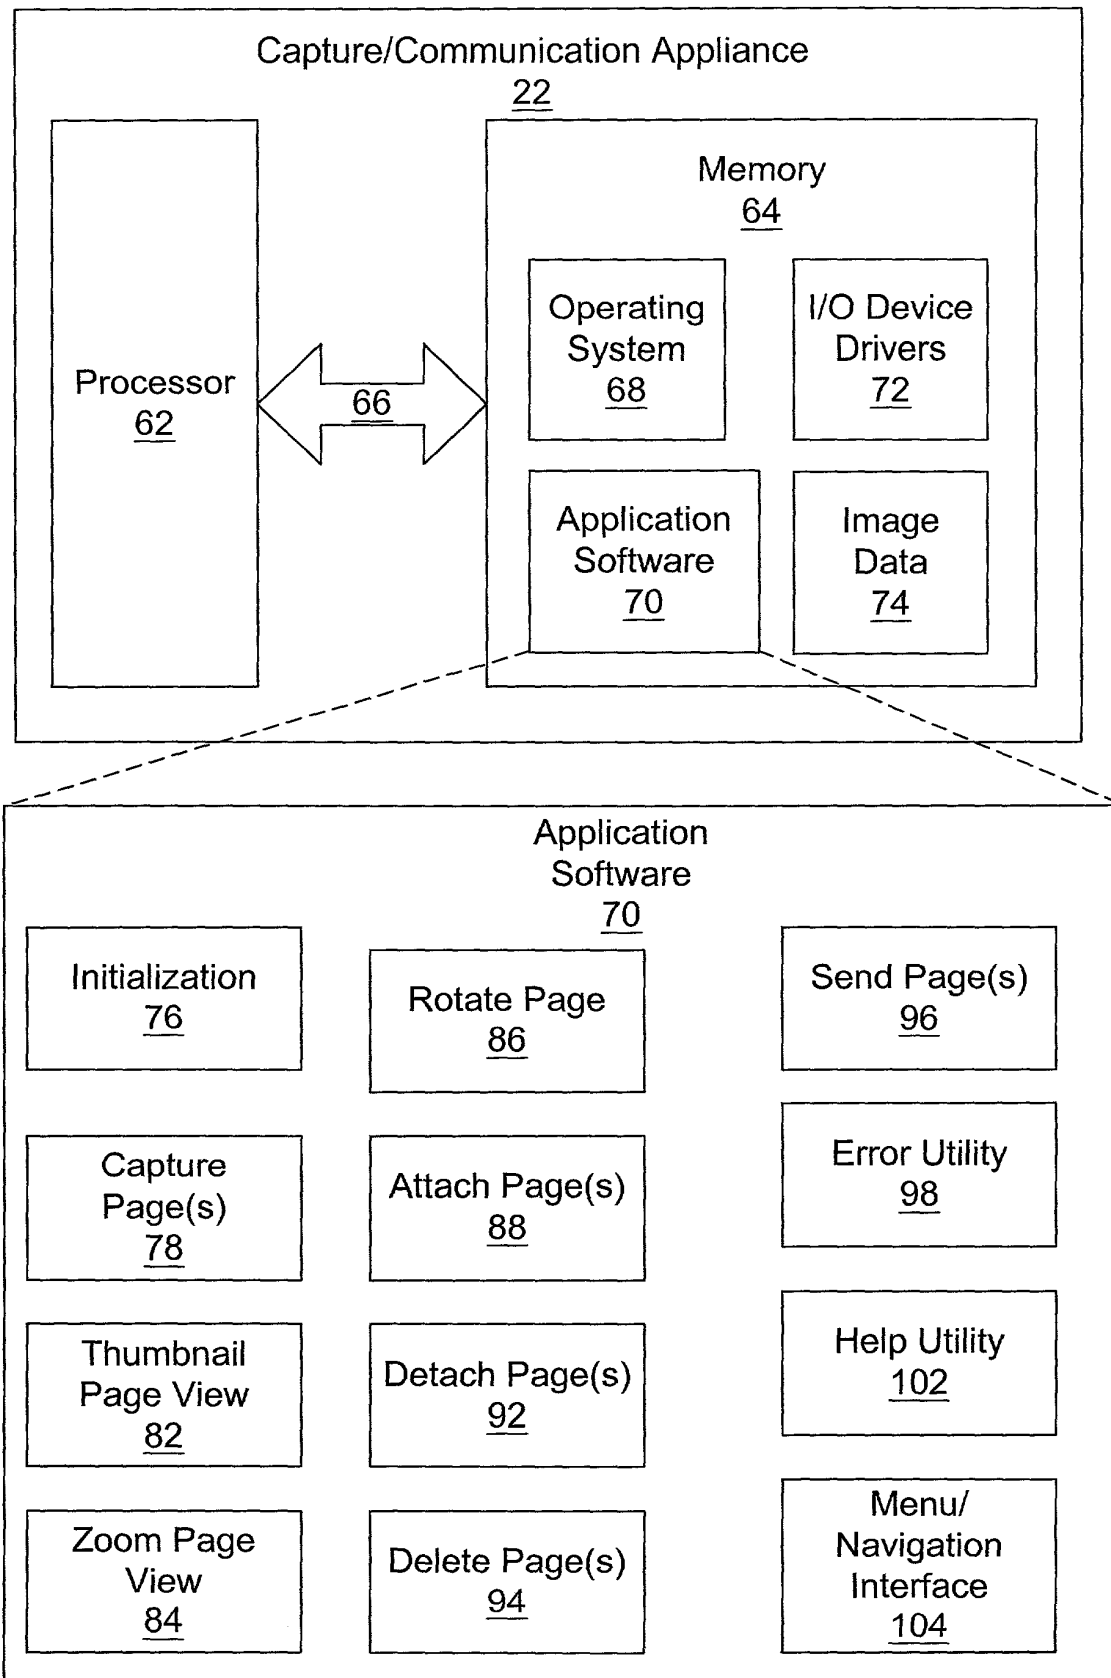 Capture/Communication Appliance
22
Processor
62
66
Memory
64
Operating
System
68
I/O Device
Drivers
72
Application
Software
70
Image
Data
74
Application
Software
70
Initialization
76
Capture
Page(s)
78
Thumbnail
Page View
82
Zoom Page
View
84
Rotate Page
86
Attach Page(s)
88
Detach Page(s)
92
Delete Page(s)
94
Send Page(s)
96
Error Utility
98
Help Utility
102
Menu/
Navigation
Interface
104